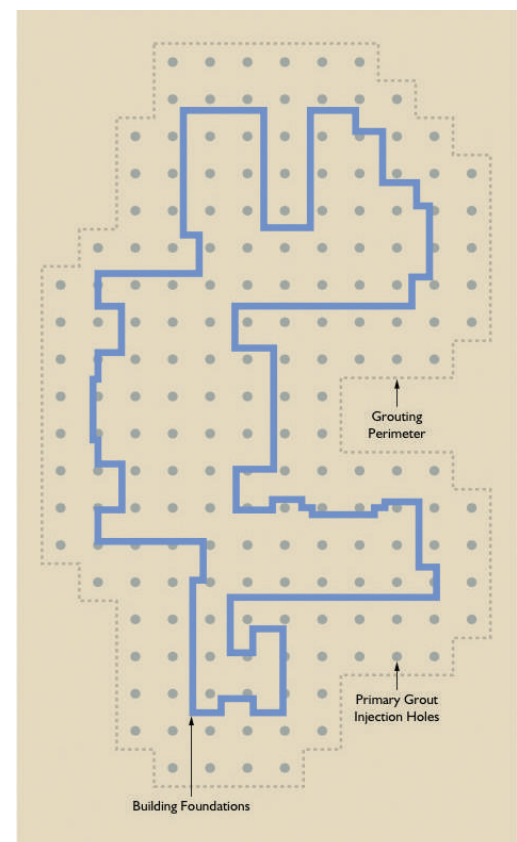 Grouting
Perimeter
Primary Grout
Injection Holes
Building Foundations